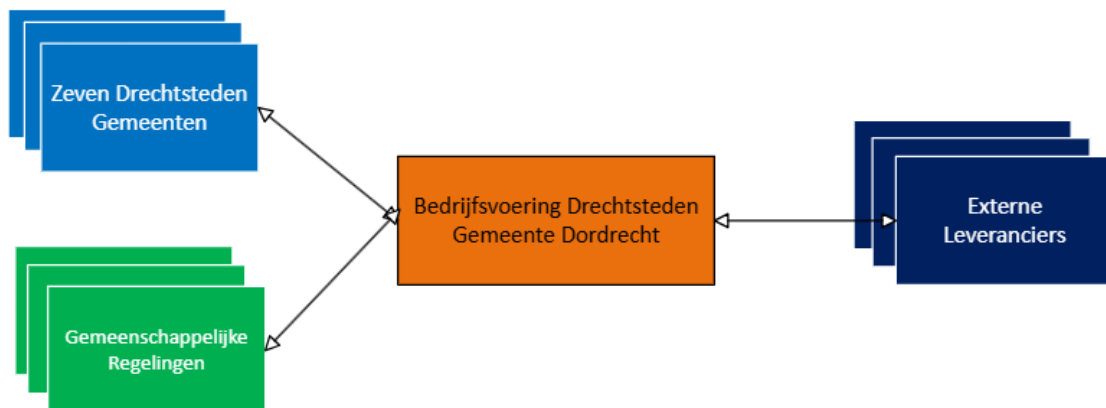 Zeven Drechtsteden
Gemeenten
Bedrijfsvoering Drechtsteden
Gemeente Dordrecht
Externe
Leveranciers
Gemeenschappelijke
Regelingen